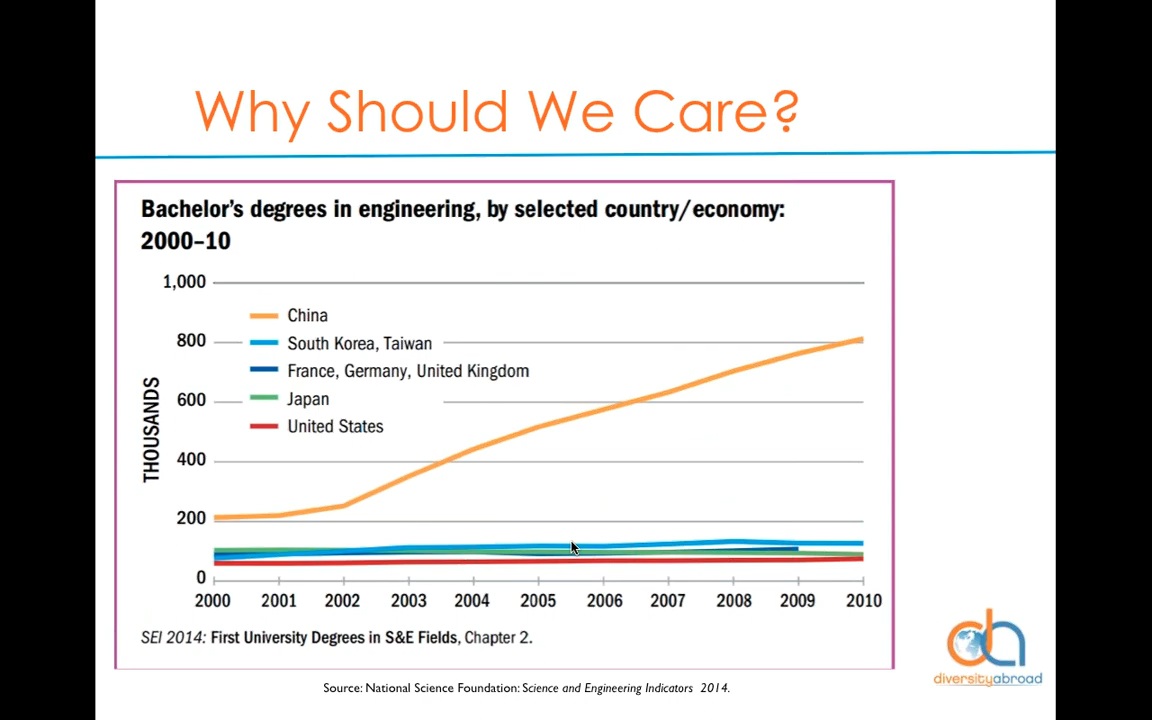 Why Should We Care?
Bachelor's degrees in engineering, by selected country/economy:
2000–10
1,000
800
600
400
200
0
THOUSANDS
China
South Korea, Taiwan
France, Germany, United Kingdom
Japan
United States
2000 2001 2002 2003 2004 2005 2006 2007 2008 2009 2010
SEI 2014: First University Degrees in S&E Fields, Chapter 2.
da
diversityabroad
Source: National Science Foundation: Science and Engineering Indicators 2014.